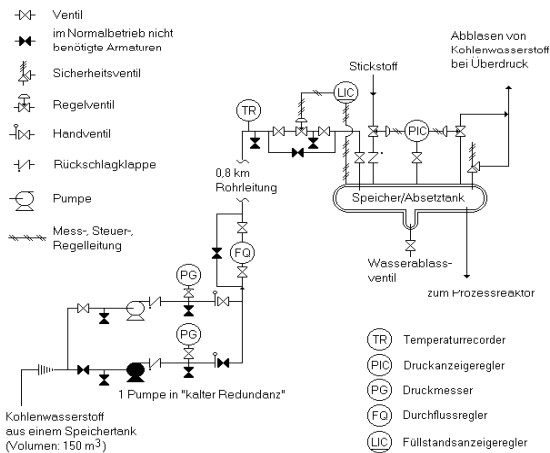 Ventil
im Normalbetrieb nicht
benötigte Armaturen
Sicherheitsventil
Regelventil
Handventil
Rückschlagklappe
Pumpe
Mess-, Steuer-,
Regelleitung
Abblasen von
Kohlenwasserstoff
bei Überdruck
Stickstoff
LIC
TR
PIC
0,8 km
Rohrleitung
Speicher/Absetztank
FQ
Wasserablass-
ventil
zum Prozessreaktor
PG
PG
1 Pumpe in "kalter Redundanz"
Kohlenwasserstoff
aus einem Speichertank
(Volumen: 150 m³)
TR Temperaturrecorder
PIC Druckanzeigeregler
PG Druckmesser
FQ Durchflussregler
LIC Füllstandsanzeigeregler